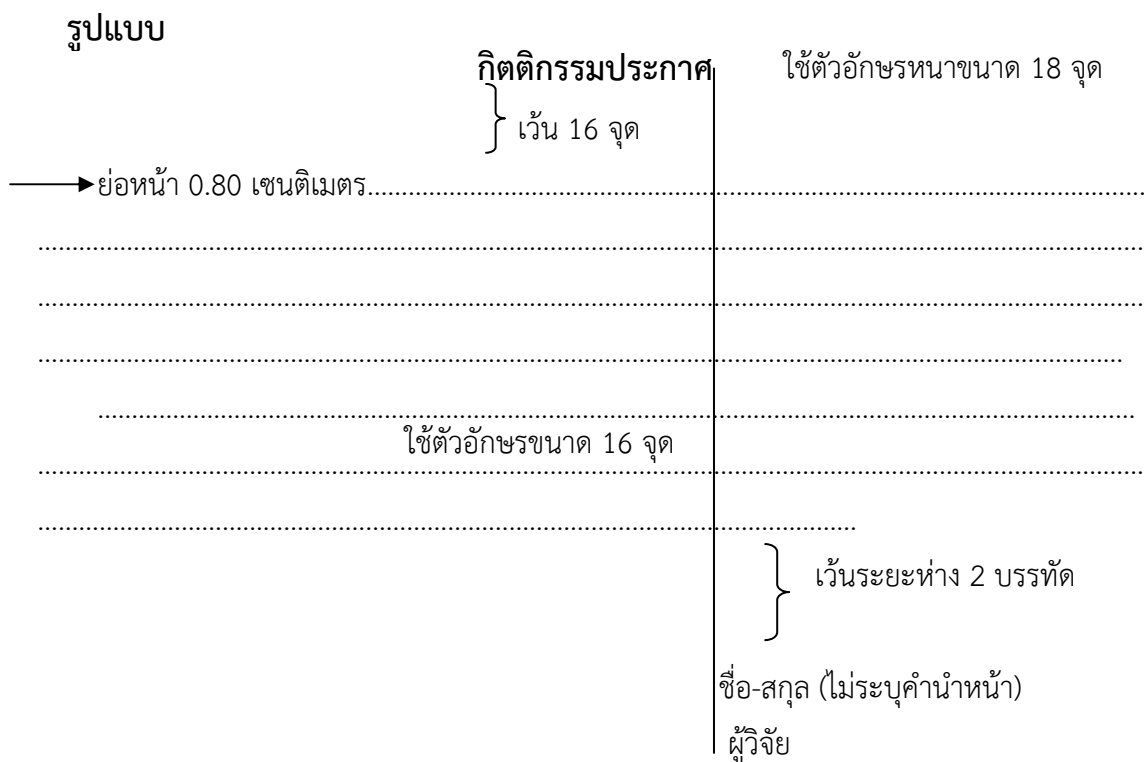 รูปแบบ
กิตติกรรมประกาศ ใช้ตัวอักษรหนาขนาด 18 จุด
เว้น 16 จุด
ย่อหน้า 0.80 เซนติเมตร............................................................................................................
..................................................................................................................................................
..................................................................................................................................................
...............................................................................................................................................
.........................................................................................................................................
ใช้ตัวอักษรขนาด 16 จุด
..................................................................................................................................................
............................................................................................................
เว้นระยะห่าง 2 บรรทัด
ชื่อ-สกุล (ไม่ระบุคำนำหน้า)
ผู้วิจัย